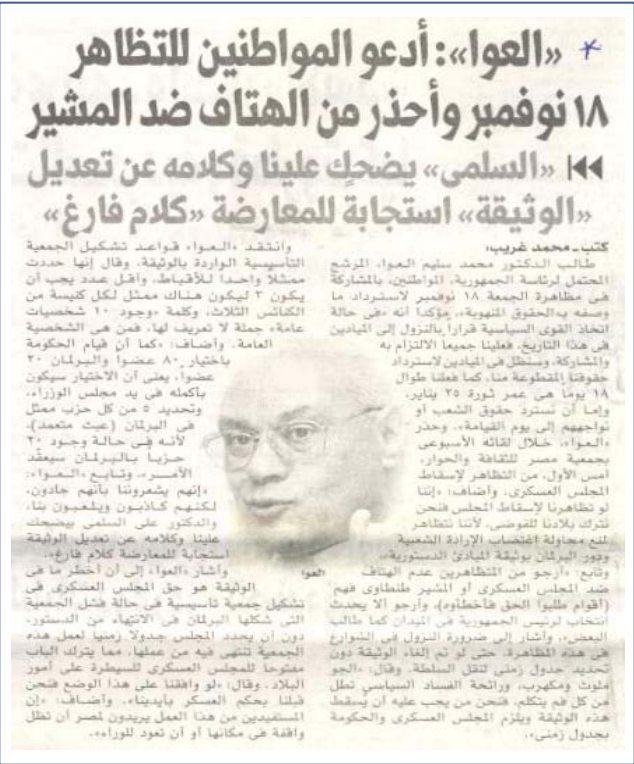 «العوا»: أدعو المواطنين للتظاهر
١٨ نوفمبر وأحذر من الهتاف ضد المشير
«السلمى» يضحك علينا وكلامه عن تعديل
«الوثيقة» استجابة للمعارضة «كلام فارغ»
كتب ـ محمد غريب:
طالب الدكتور محمد سليم العوا، المرشح
المحتمل لرئاسة الجمهورية، المواطنين، بالمشاركة
فى مظاهرة الجمعة ١٨ نوفمبر لاسترداد ما
وصفه بـ«الحقوق المنهوبة»، مؤكدا أنه «فى حالة
اتخاذ القوى السياسية قراراً بالنزول إلى الميادين
فى هذا التاريخ، فعلينا جميعا الالتزام به
والمشاركة، وسنظل فى الميادين لاسترداد
حقوقنا المقطوعة منا، كما فعلنا طوال
١٨ يوماً هى عمر ثورة ٢٥ يناير،
وإما أن نسترد حقوق الشعب أو
نواجههم إلى يوم القيامة». وحذر
«العوا»، خلال لقائه الأسبوعى
بجمعية مصر للثقافة والحوار،
أمس الأول، من التظاهر لإسقاط
المجلس العسكرى، وأضاف: «إننا
لو تظاهرنا لإسقاط المجلس فنحن
نترك بلادنا للفوضى، لأننا نتظاهر
لمنع محاولة اغتصاب الإرادة الشعبية
ودور البرلمان بوثيقة المبادئ الدستورية».
وتابع: «أرجو من المتظاهرين عدم الهتاف
ضد المجلس العسكرى أو المشير طنطاوى فهم
(أقوام طلبوا الحق فأخطأوه)، وأرجو ألا يحدث
انتخاب لرئيس الجمهورية فى الميدان كما طالب
البعض»، وأشار إلى ضرورة النزول فى الشوارع
فى هذه المظاهرة، حتى لو تم إلغاء الوثيقة دون
تحديد جدول زمنى لنقل السلطة. وقال: «الجو
ملوث ومكهرب، ورائحة الفساد السياسى تطل
من كل فم يتكلم، فنحن من يجب عليه أن يسقط
هذه الوثيقة ويلزم المجلس العسكرى والحكومة
بجدول زمنى».
وانتقد «العوا» قواعد تشكيل الجمعية
التأسيسية الواردة بالوثيقة، وقال إنها حددت
ممثلاً واحدا للأقباط، وأقل عدد يجب أن
يكون ٣ ليكون هناك ممثل لكل كنيسة من
الكنائس الثلاث، وكلمة «وجود ١٠ شخصيات
عامة» جملة لا تعريف لها، فمن هى الشخصية
العامة. وأضاف: «كما أن قيام الحكومة
باختيار ٨٠ عضوا والبرلمان ٢٠
عضوا، يعنى أن الاختيار سيكون
بأكمله فى يد مجلس الوزراء،
وتحديد ٥ من كل حزب ممثل
فى البرلمان (عبث متعمد)،
لأنه فى حالة وجود ٢٠
حزبا بالبرلمان سيعقد
الأمر»، وتابع «العوا»:
«إنهم يشعروننا بأنهم جادون،
لكنهم كاذبون ويلعبون بنا،
والدكتور على السلمى بيضحك
علينا وكلامه عن تعديل الوثيقة
استجابة للمعارضة كلام فارغ».
وأشار «العوا» إلى أن أخطر ما فى
الوثيقة هو حق المجلس العسكرى فى
تشكيل جمعية تأسيسية فى حالة فشل الجمعية
التى شكلها البرلمان فى الانتهاء من الدستور،
دون أن يحدد المجلس جدولا زمنيا لعمل هذه
الجمعية تنتهى فيه من عملها، مما يترك الباب
مفتوحا للمجلس العسكرى للسيطرة على أمور
البلاد. وقال: «لو وافقنا على هذا الوضع فنحن
قبلنا بحكم العسكر بأيدينا». وأضاف: «إن
المستفيدين من هذا العمل يريدون لمصر أن تظل
واقفة فى مكانها أو أن تعود للوراء».
العوا